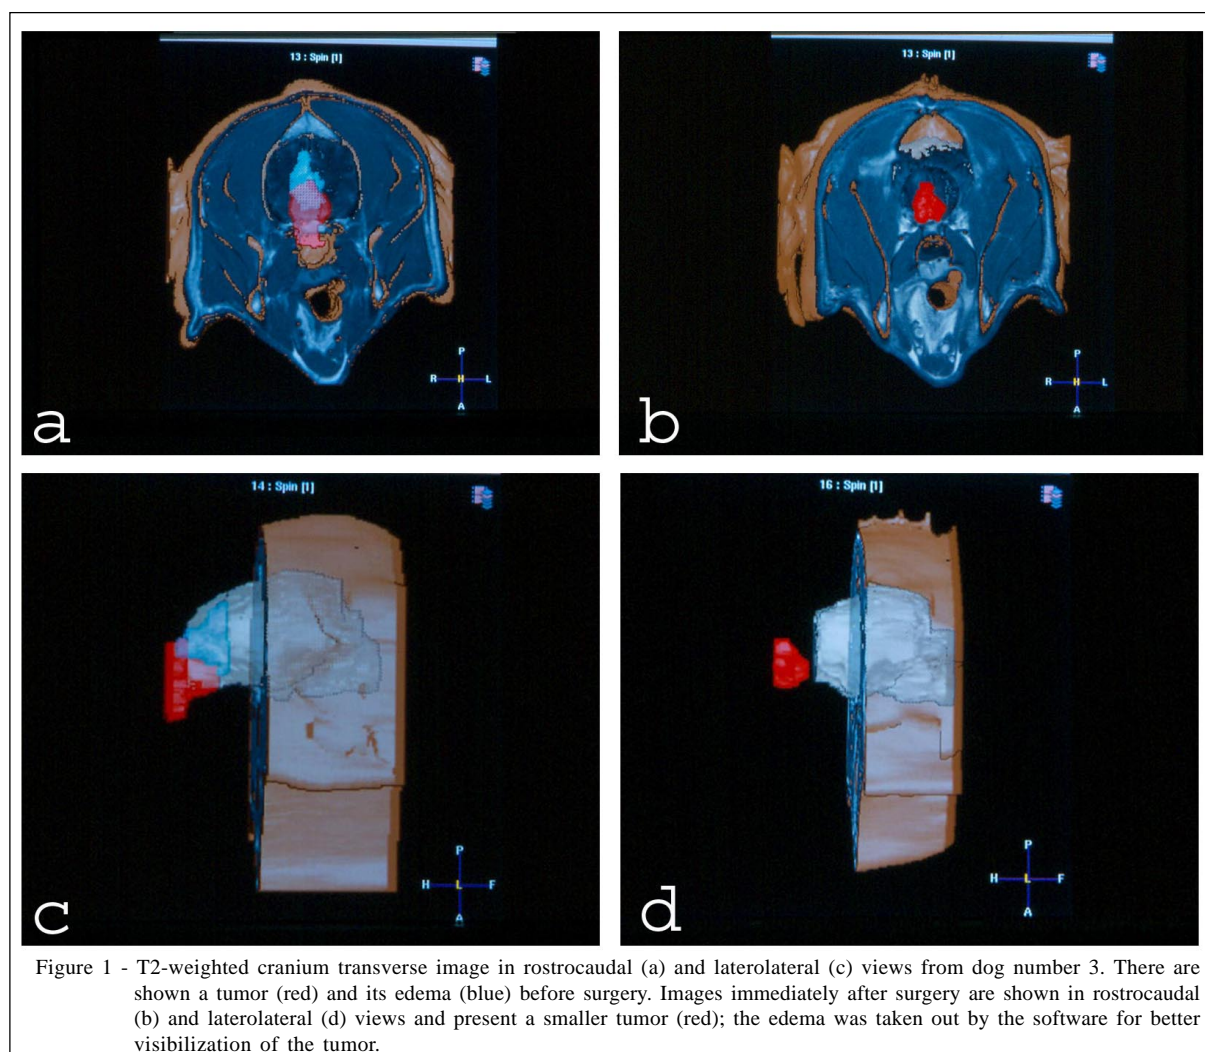 13 : Spin [1]
P
R H L
A
a
13 : Spin [1]
P
R H L
A
b
14 : Spin [1]
P
H L F
A
c
16 : Spin [1]
P
H L F
A
d
Figure 1 - T2-weighted cranium transverse image in rostrocaudal (a) and laterolateral (c) views from dog number 3. There are
shown a tumor (red) and its edema (blue) before surgery. Images immediately after surgery are shown in rostrocaudal
(b) and laterolateral (d) views and present a smaller tumor (red); the edema was taken out by the software for better
visibilization of the tumor.